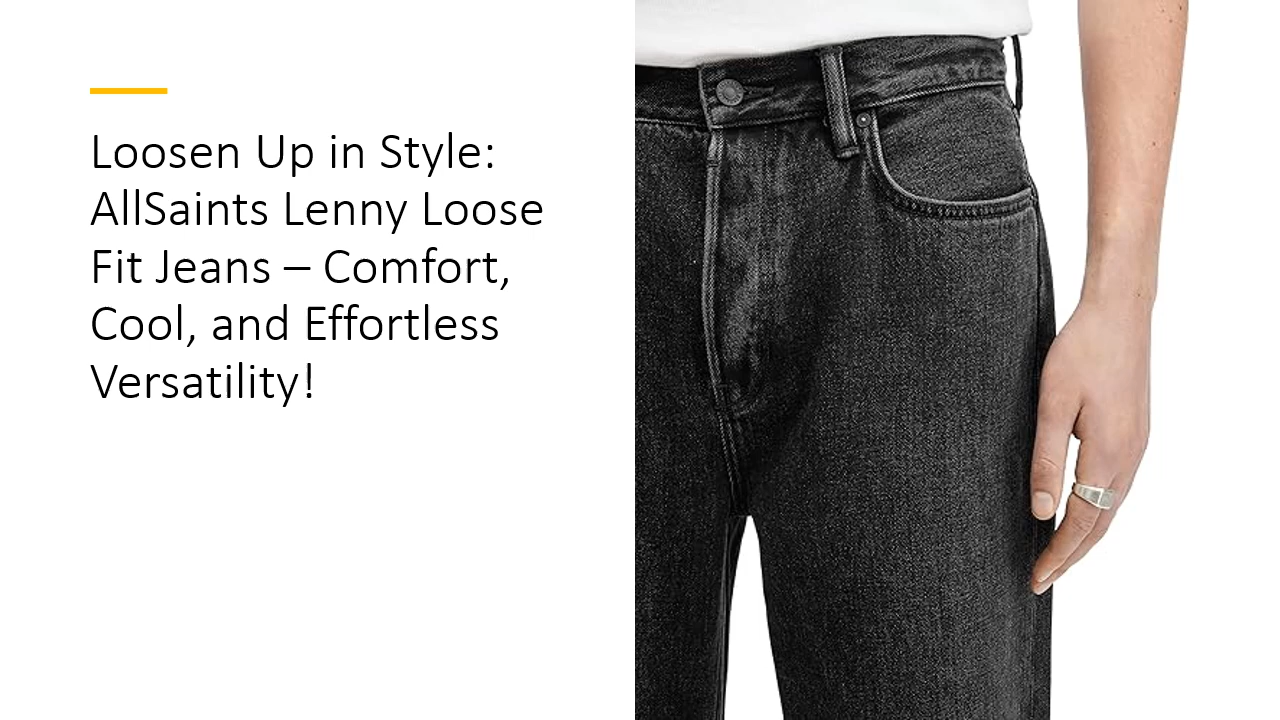 Loosen Up in Style:
AllSaints Lenny Loose
Fit Jeans – Comfort,
Cool, and Effortless
Versatility!